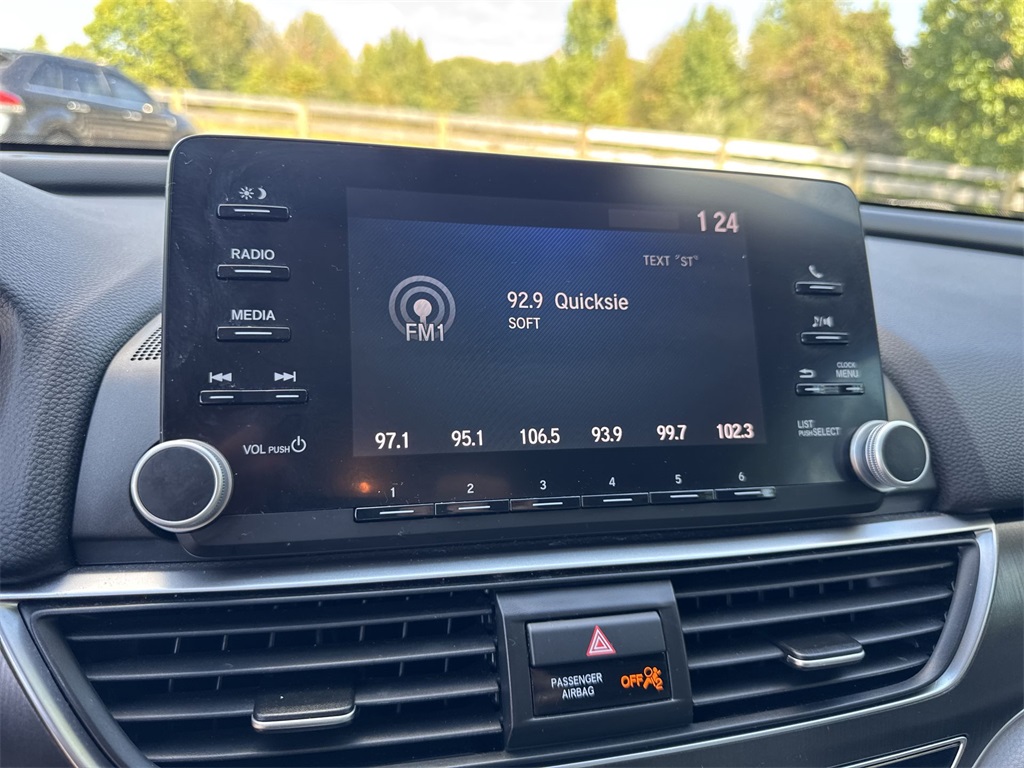 1 24
RADIO
TEXT "ST"
92.9 Quicksie
MEDIA
FM1
SOFT
CLOCK/
MENU
LIST
PUSH SELECT
VOL PUSH
97.1 95.1 106.5 93.9 99.7 102.3
1 2 3 4 5 6
PASSENGER
AIRBAG
OFF 2